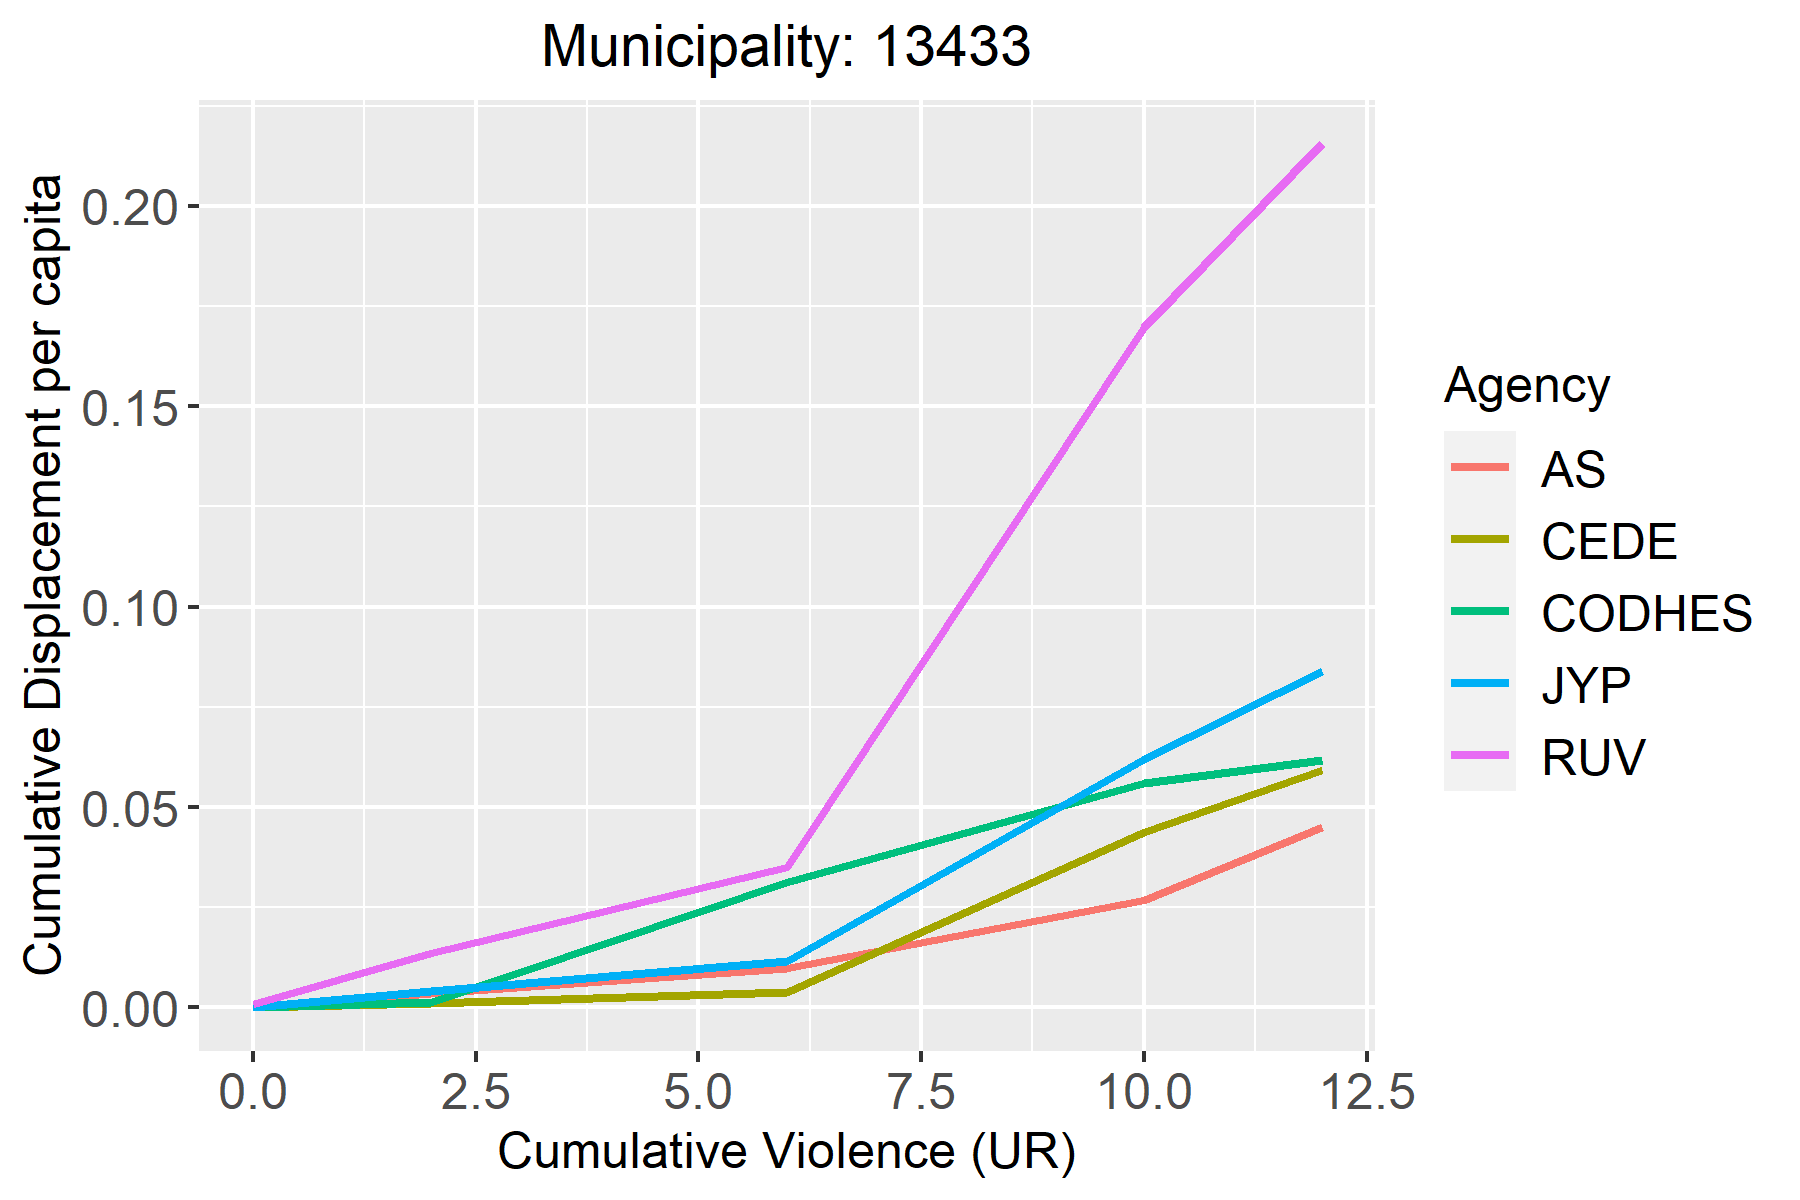 Municipality: 13433
Cumulative Displacement per capita
0.20
0.15
0.10
0.05
0.00
0.0 2.5 5.0 7.5 10.0 12.5
Cumulative Violence (UR)
Agency
AS
CEDE
CODHES
JYP
RUV